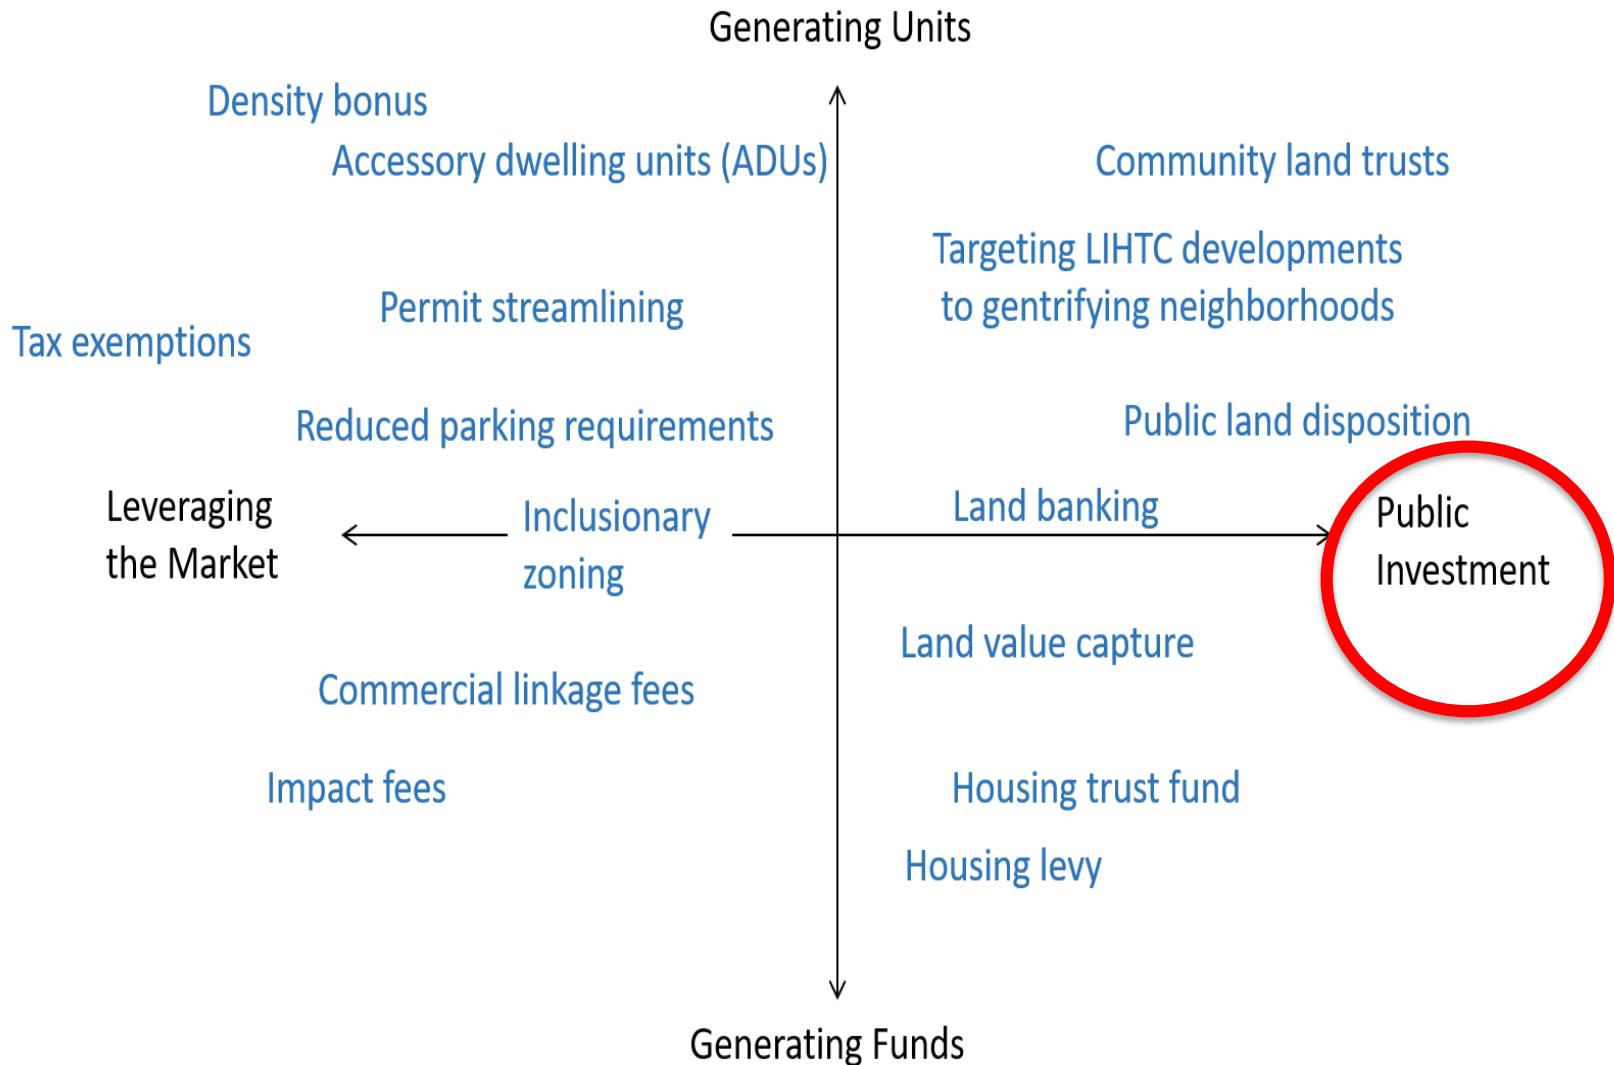 Generating Units
Density bonus
Accessory dwelling units (ADUs)
Community land trusts
Targeting LIHTC developments
to gentrifying neighborhoods
Permit streamlining
Tax exemptions
Reduced parking requirements
Public land disposition
Leveraging
the Market
Inclusionary
zoning
Land banking
Public
Investment
Land value capture
Commercial linkage fees
Impact fees
Housing trust fund
Housing levy
Generating Funds